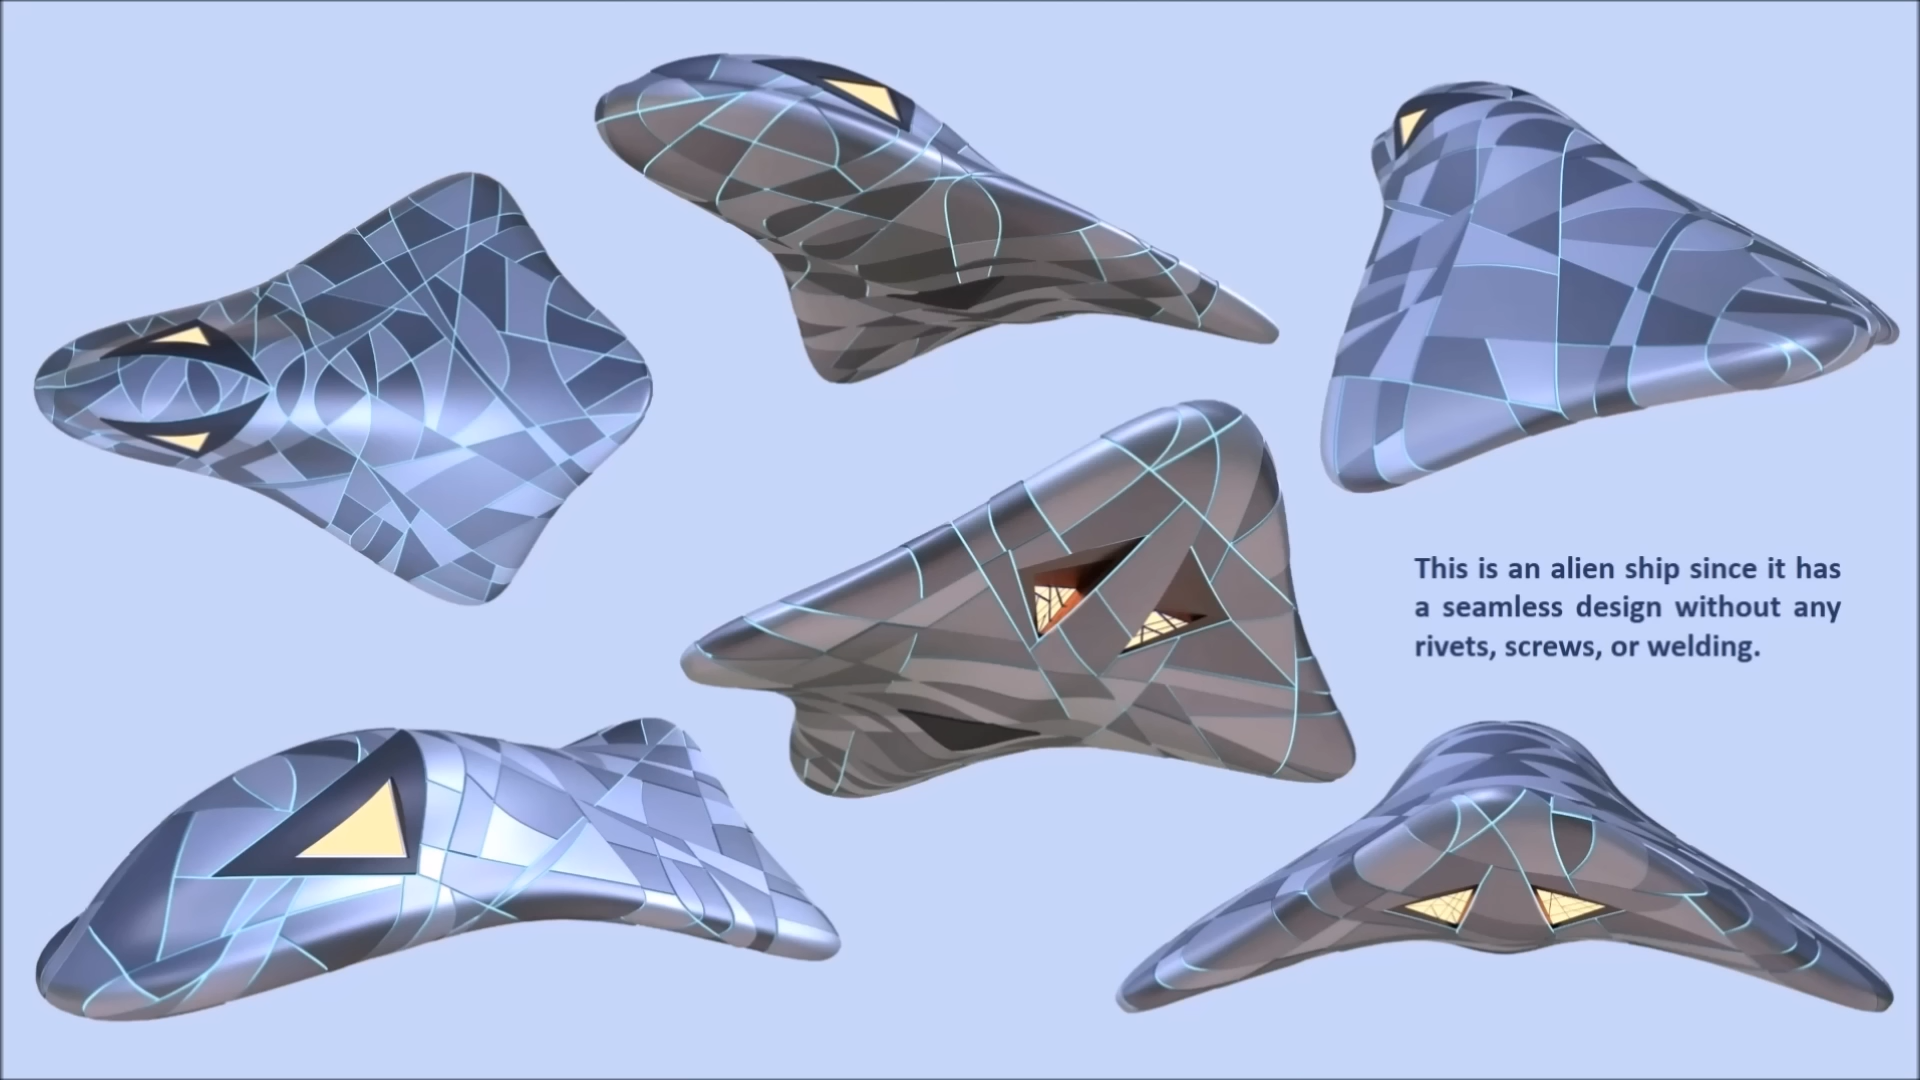 This is an alien ship since it has
a seamless design without any
rivets, screws, or welding.